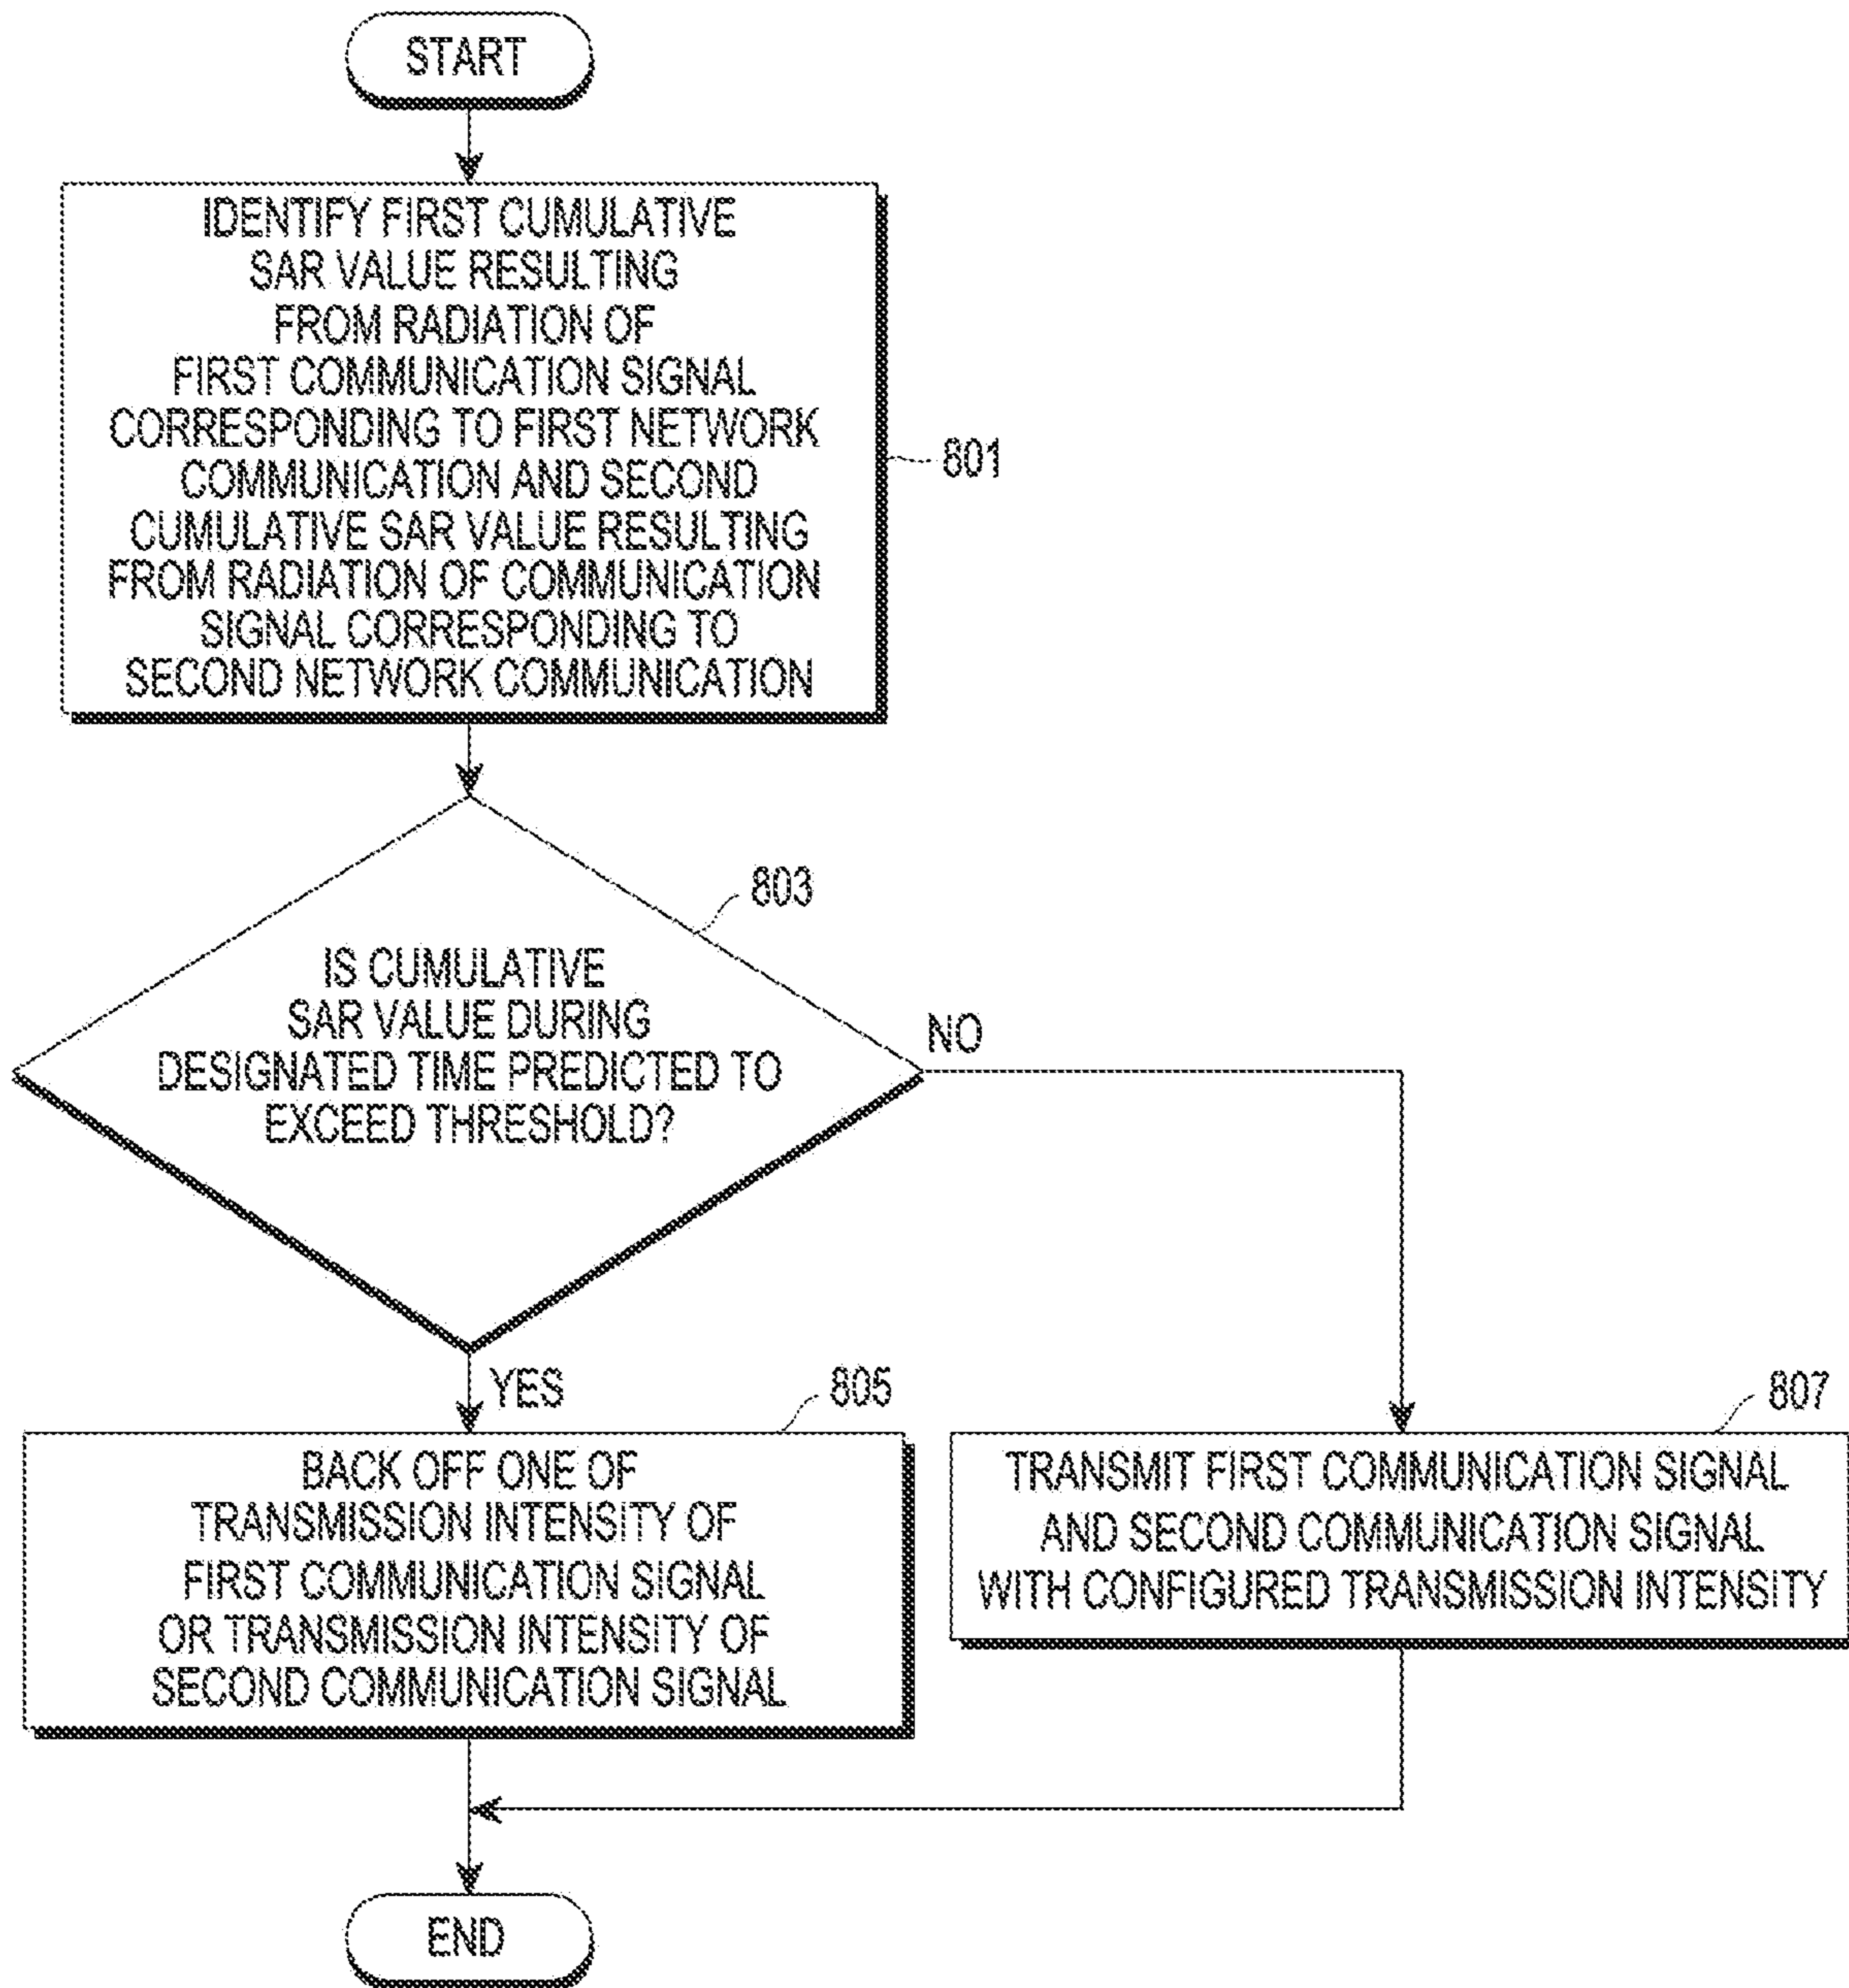 START
IDENTIFY FIRST CUMULATIVE
SAR VALUE RESULTING
FROM RADIATION OF
FIRST COMMUNICATION SIGNAL
CORRESPONDING TO FIRST NETWORK
COMMUNICATION AND SECOND
CUMULATIVE SAR VALUE RESULTING
FROM RADIATION OF COMMUNICATION
SIGNAL CORRESPONDING TO
SECOND NETWORK COMMUNICATION
801
803
IS CUMULATIVE
SAR VALUE DURING
DESIGNATED TIME PREDICTED TO
EXCEED THRESHOLD?
NO
YES
805
BACK OFF ONE OF
TRANSMISSION INTENSITY OF
FIRST COMMUNICATION SIGNAL
OR TRANSMISSION INTENSITY OF
SECOND COMMUNICATION SIGNAL
807
TRANSMIT FIRST COMMUNICATION SIGNAL
AND SECOND COMMUNICATION SIGNAL
WITH CONFIGURED TRANSMISSION INTENSITY
END